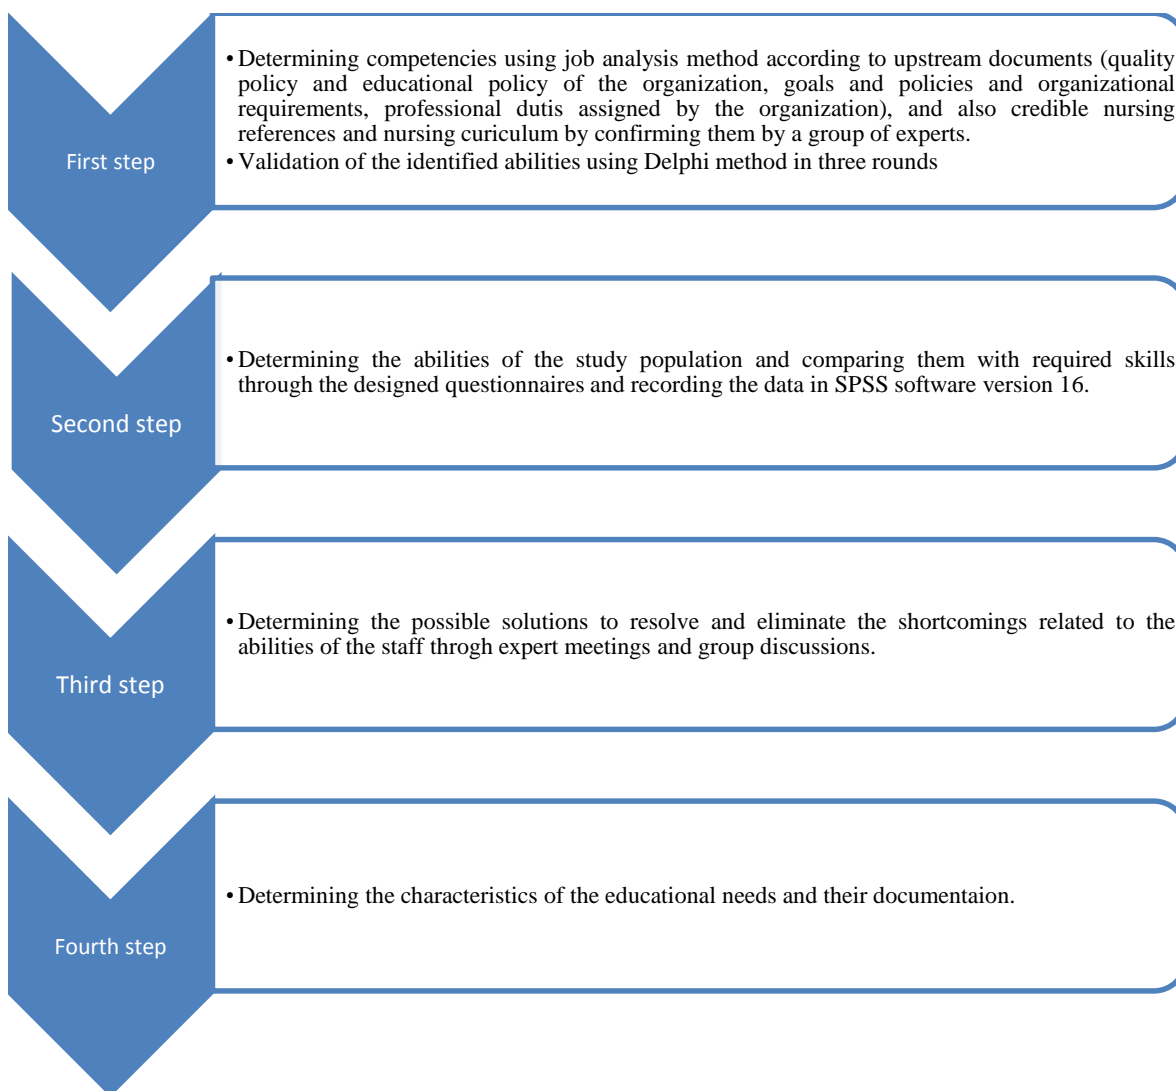 First step
• Determining competencies using job analysis method according to upstream documents (quality
policy and educational policy of the organization, goals and policies and organizational
requirements, professional dutis assigned by the organization), and also credible nursing
references and nursing curiculum by confirming them by a group of experts.
• Validation of the identified abilities using Delphi method in three rounds
Second step
• Determining the abilities of the study population and comparing them with required skills
through the designed questionnaires and recording the data in SPSS software version 16.
Third step
• Determining the possible solutions to resolve and eliminate the shortcomings related to the
abilities of the staff throgh expert meetings and group discussions.
Fourth step
• Determining the characteristics of the educational needs and their documentaion.